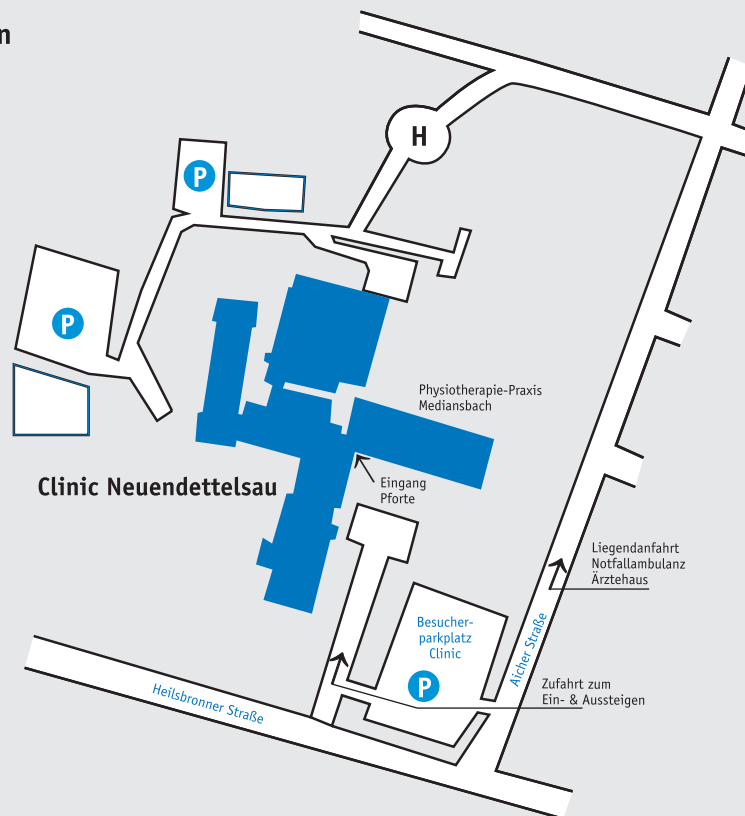 n
H
P
P
Physiotherapie-Praxis
Mediansbach
Clinic Neuendettelsau
Eingang
Pforte
Liegendanfahrt
Notfallambulanz
Ärztehaus
Besucher-
parkplatz
Clinic
P
Aicher Straße
Zufahrt zum
Ein- & Aussteigen
Heilsbronner Straße